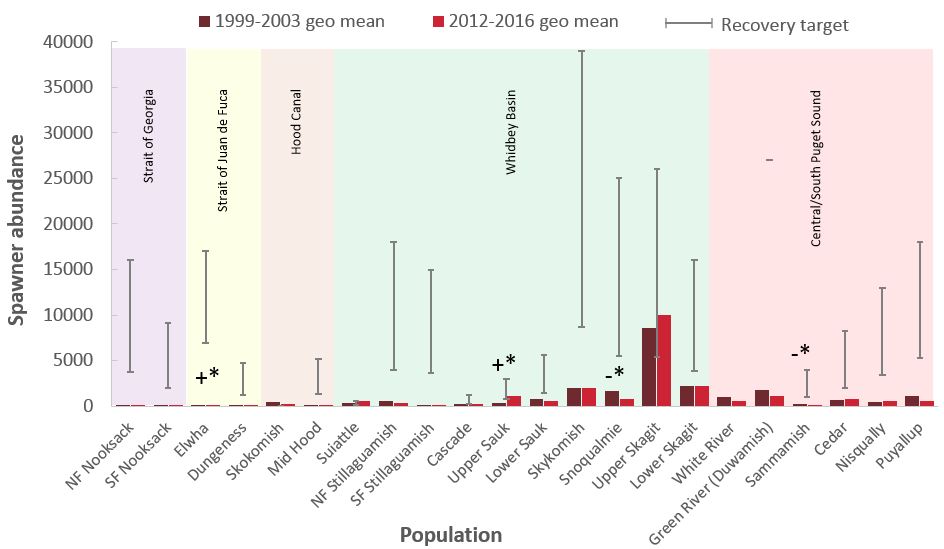 1999-2003 geo mean 2012-2016 geo mean Recovery target
Spawner abundance
40000
35000
30000
25000
20000
15000
10000
5000
0
Strait of Georgia
Strait of Juan de Fuca
Hood Canal
Whidbey Basin
Central/South Puget Sound
+*
+*
-*
-*
NF Nooksack
SF Nooksack
Elwha
Dungeness
Skokomish
Mid Hood
Suiattle
NF Stillaguamish
SF Stillaguamish
Cascade
Upper Sauk
Lower Sauk
Skykomish
Snoqualmie
Upper Skagit
Lower Skagit
White River
Green River (Duwamish)
Sammamish
Cedar
Nisqually
Puyallup
Population